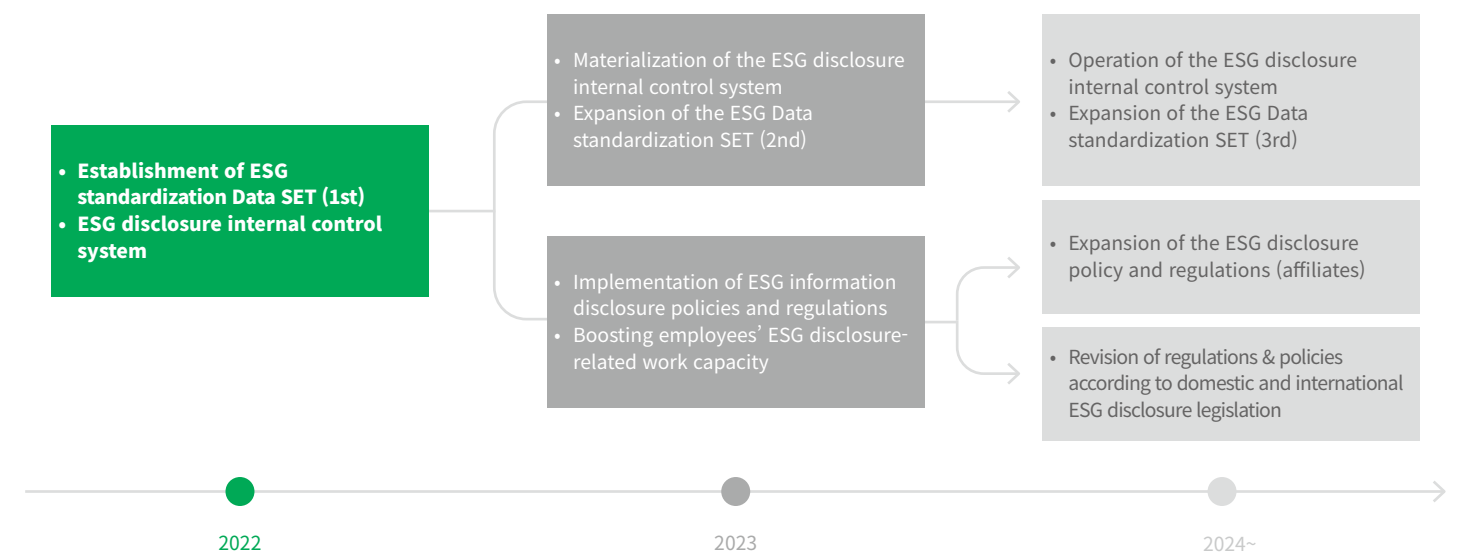 • Establishment of ESG
standardization Data SET (1st)
• ESG disclosure internal control
system
• Materialization of the ESG disclosure
internal control system
• Expansion of the ESG Data
standardization SET (2nd)
• Implementation of ESG information
disclosure policies and regulations
• Boosting employees’ ESG disclosure-
related work capacity
• Operation of the ESG disclosure
internal control system
• Expansion of the ESG Data
standardization SET (3rd)
• Expansion of the ESG disclosure
policy and regulations (affiliates)
• Revision of regulations & policies
according to domestic and international
ESG disclosure legislation
2022
2023
2024~